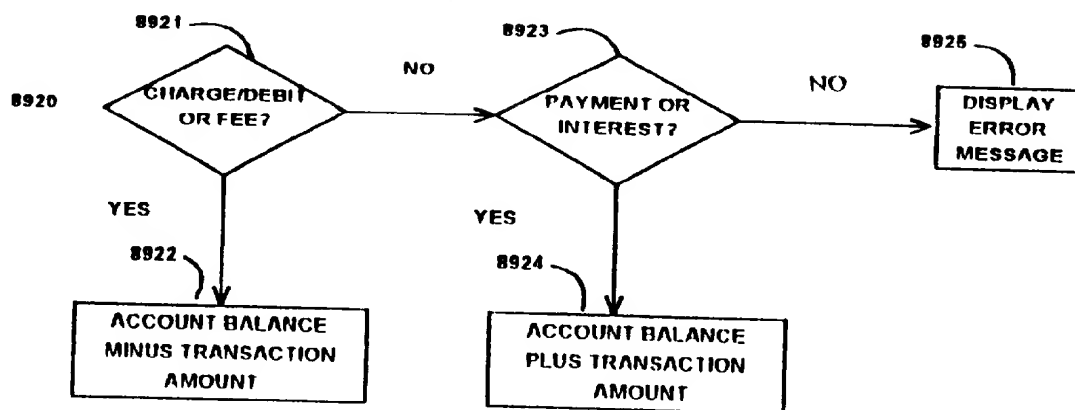 8921
8920
CHARGE/DEBIT
OR FEE?
NO
8923
PAYMENT OR
INTEREST?
NO
8925
DISPLAY
ERROR
MESSAGE
YES
8922
ACCOUNT BALANCE
MINUS TRANSACTION
AMOUNT
YES
8924
ACCOUNT BALANCE
PLUS TRANSACTION
AMOUNT